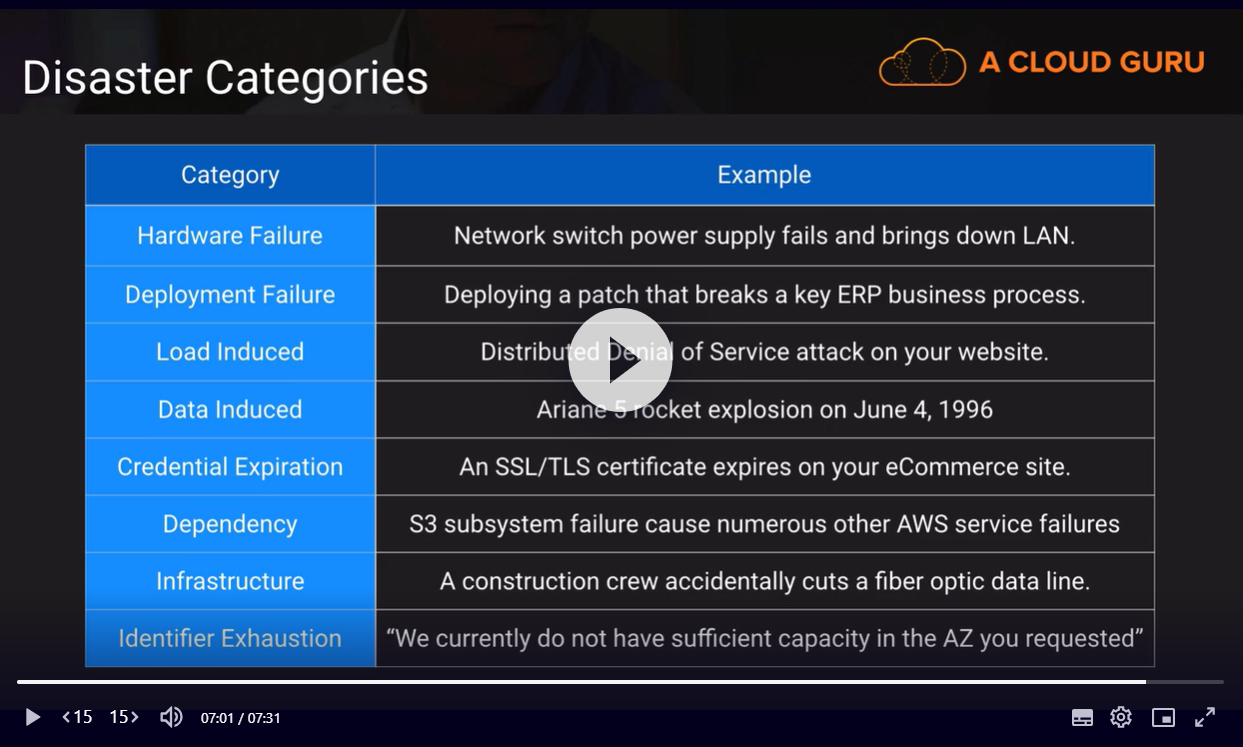 Disaster Categories
A CLOUD GURU
Category Example
Hardware Failure Network switch power supply fails and brings down LAN.
Deployment Failure Deploying a patch that breaks a key ERP business process.
Load Induced Distributed Denial of Service attack on your website.
Data Induced Ariane 5 rocket explosion on June 4, 1996
Credential Expiration An SSL/TLS certificate expires on your eCommerce site.
Dependency S3 subsystem failure cause numerous other AWS service failures
Infrastructure A construction crew accidentally cuts a fiber optic data line.
Identifier Exhaustion “We currently do not have sufficient capacity in the AZ you requested”
<15 15> 07:01 / 07:31